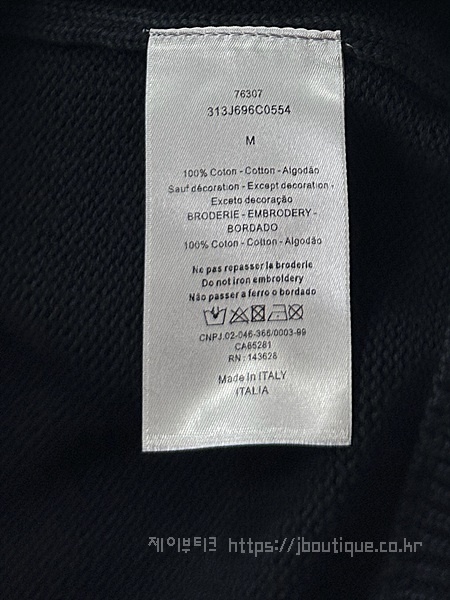 76307
313J696C0554
M
100% Coton - Cotton - Algodão
Sauf décoration - Except decoration -
Exceto decoração
BRODERIE - EMBRODERY -
BORDADO
100% Coton - Cotton - Algodão
Ne pas repasser la broderie
Do not iron embroidery
Não passer a ferro o bordado
CNPJ.02-046-366/0003-99
CA65281
RN : 143628
Made in ITALY
ITALIA
제이부티크 https://jboutique.co.kr